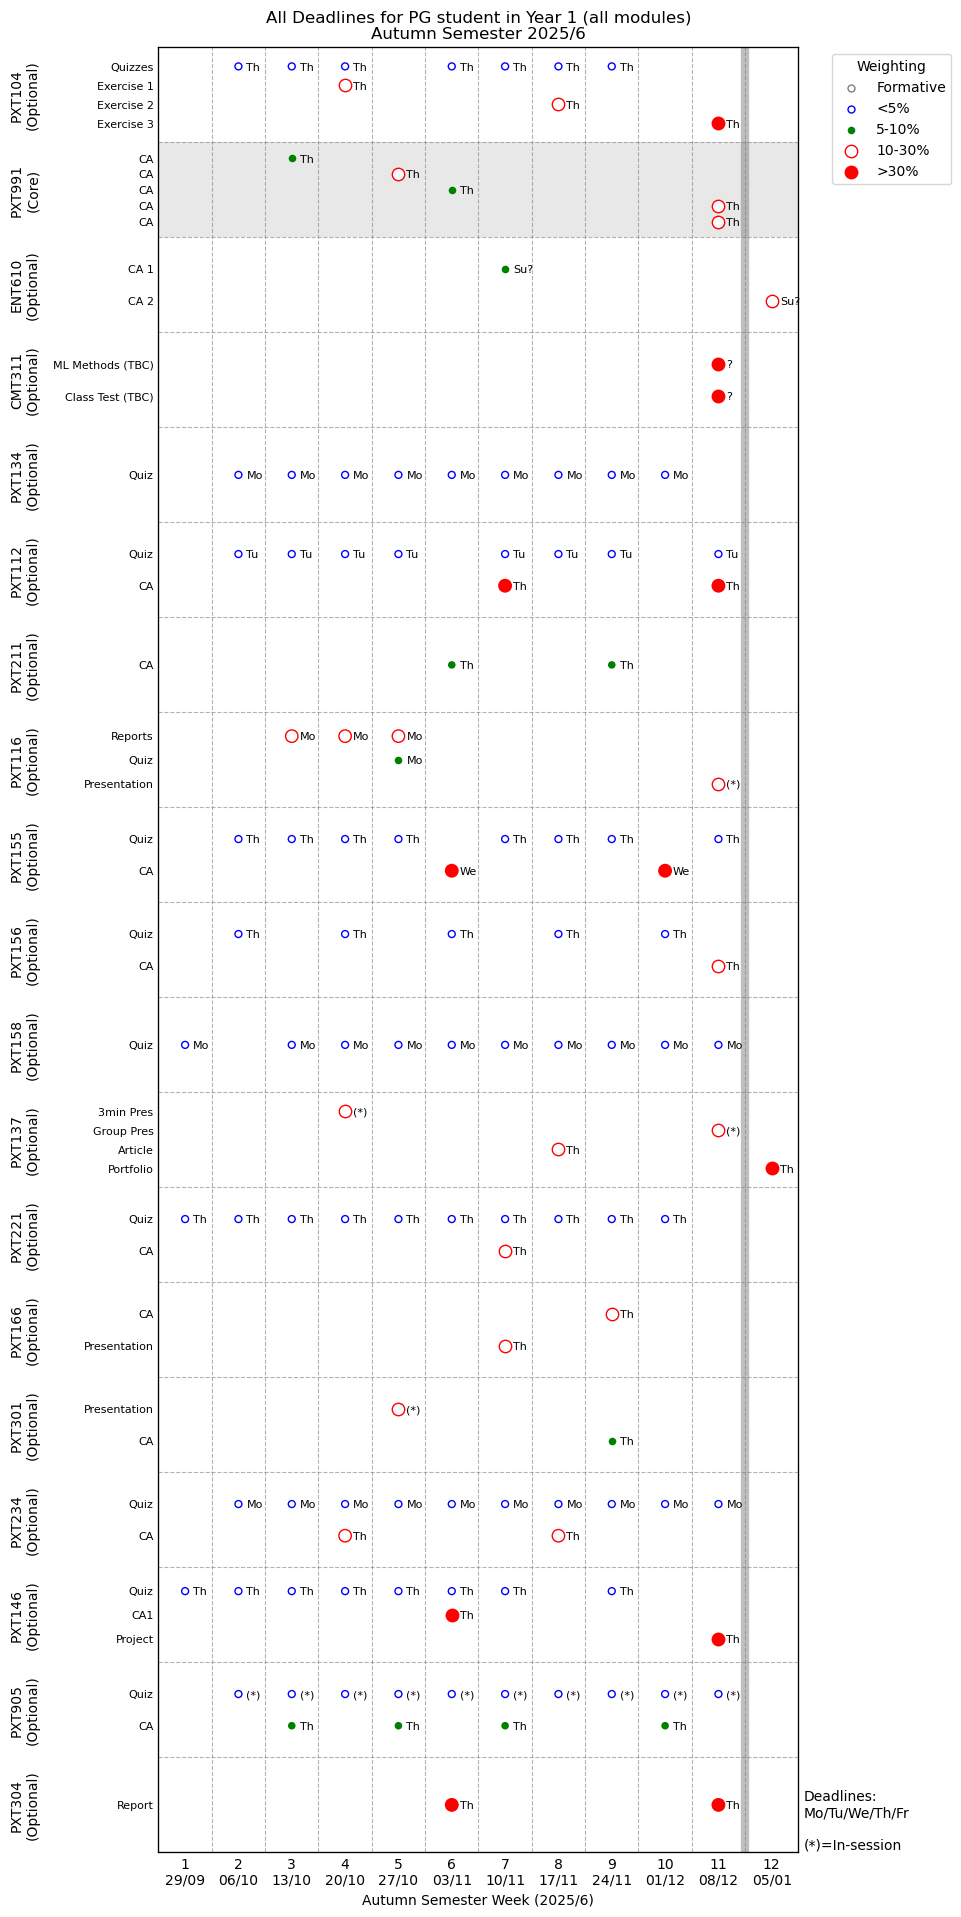 All Deadlines for PG student in Year 1 (all modules)
Autumn Semester 2025/6
Weighting
Formative
<5%
5-10%
10-30%
>30%
PXT104
(Optional)
Quizzes Th Th Th Th Th Th Th
Exercise 1 Th
Exercise 2 Th
Exercise 3 Th
PXT991
(Core)
CA Th
CA Th
CA Th
CA Th
CA Th
ENT610
(Optional)
CA 1 Su?
CA 2 Su?
CMT311
(Optional)
ML Methods (TBC) ?
Class Test (TBC) ?
PXT134
(Optional)
Quiz Mo Mo Mo Mo Mo Mo Mo Mo Mo
PXT112
(Optional)
Quiz Tu Tu Tu Tu Tu Tu Tu Tu
CA Th Th
PXT211
(Optional)
CA Th Th
PXT116
(Optional)
Reports Mo Mo Mo
Quiz Mo
Presentation (*)
PXT155
(Optional)
Quiz Th Th Th Th Th Th Th Th
CA We We
PXT156
(Optional)
Quiz Th Th Th Th Th
CA Th
PXT158
(Optional)
Quiz Mo Mo Mo Mo Mo Mo Mo Mo Mo Mo
PXT137
(Optional)
3min Pres (*)
Group Pres (*)
Article Th
Portfolio Th
PXT221
(Optional)
Quiz Th Th Th Th Th Th Th Th Th Th
CA Th
PXT166
(Optional)
CA Th
Presentation Th
PXT301
(Optional)
Presentation (*)
CA Th
PXT234
(Optional)
Quiz Mo Mo Mo Mo Mo Mo Mo Mo Mo Mo
CA Th Th
PXT146
(Optional)
Quiz Th Th Th Th Th Th Th Th
CA1 Th
Project Th
PXT905
(Optional)
Quiz (*) (*) (*) (*) (*) (*) (*) (*) (*) (*)
CA Th Th Th Th
PXT304
(Optional)
Report Th Th
Deadlines:
Mo/Tu/We/Th/Fr
(*)=In-session
1 2 3 4 5 6 7 8 9 10 11 12
29/09 06/10 13/10 20/10 27/10 03/11 10/11 17/11 24/11 01/12 08/12 05/01
Autumn Semester Week (2025/6)